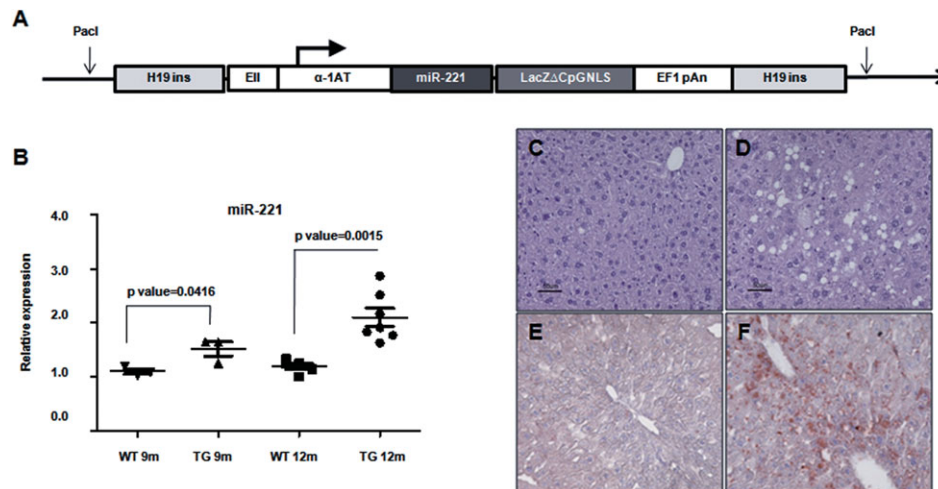 A
PacI
PacI
H19 ins
EII
α-1AT
miR-221
LacZΔCpGNLS
EF1 pAn
H19 ins
B
miR-221
Relative expression
4.0
3.0
2.0
1.0
0.0
p value=0.0416
p value=0.0015
WT 9m
TG 9m
WT 12m
TG 12m
C
D
E
F